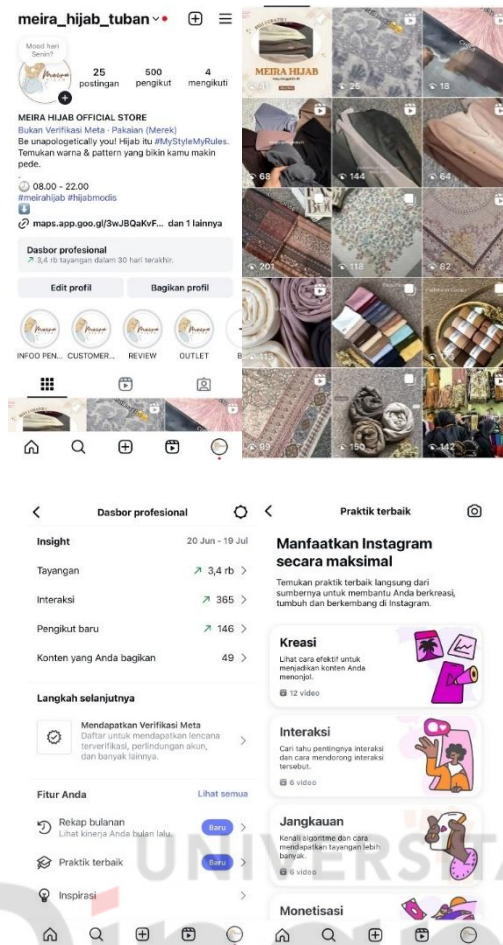 meira_hijab_tuban
Mood hari
Senin?
Meirna
25
postingan
500
pengikut
4
mengikuti
MEIRA HIJAB OFFICIAL STORE
Bukan Verifikasi Meta · Pakaian (Merek)
Be unapologetically you! Hijab itu #MyStyleMyRules.
Temukan warna & pattern yang bikin kamu makin
pede.
.
08.00 - 22.00
#meirahijab #hijabmodis
maps.app.goo.gl/3wJBQaKvF... dan 1 lainnya
Dasbor profesional
3,4 rb tayangan dalam 30 hari terakhir.
Edit profil
Bagikan profil
INFOO PEN...
CUSTOMER...
REVIEW
OUTLET
MEIRA HIJAB
25
18
68
144
64
201
118
82
113
99
150
142
Dasbor profesional
Insight
20 Jun - 19 Jul
Tayangan
3,4 rb
Interaksi
365
Pengikut baru
146
Konten yang Anda bagikan
49
Langkah selanjutnya
Mendapatkan Verifikasi Meta
Daftar untuk mendapatkan lencana
terverifikasi, perlindungan akun,
dan banyak lainnya.
Fitur Anda
Lihat semua
Rekap bulanan
Lihat kinerja Anda bulan lalu.
Baru
Praktik terbaik
Baru
Inspirasi
Praktik terbaik
Manfaatkan Instagram
secara maksimal
Temukan praktik terbaik langsung dari
sumbernya untuk membantu Anda berkreasi,
tumbuh dan berkembang di Instagram.
Kreasi
Lihat cara efektif untuk
menjadikan konten Anda
menonjol.
12 video
Interaksi
Cari tahu pentingnya interaksi
dan cara mendorong interaksi
tersebut.
6 video
Jangkauan
Kenali algoritme dan cara
mendapatkan tayangan lebih
banyak.
6 video
Monetisasi
UNIVERSITA